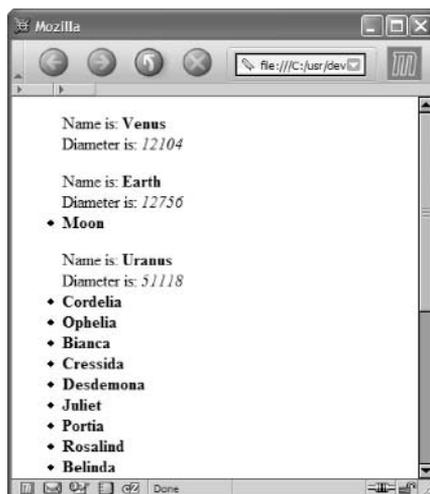 Mozilla
file:///C:/usr/dev
Name is: Venus
Diameter is: 12104
Name is: Earth
Diameter is: 12756
Moon
Name is: Uranus
Diameter is: 51118
Cordelia
Ophelia
Bianca
Cressida
Desdemona
Juliet
Portia
Rosalind
Belinda
Done